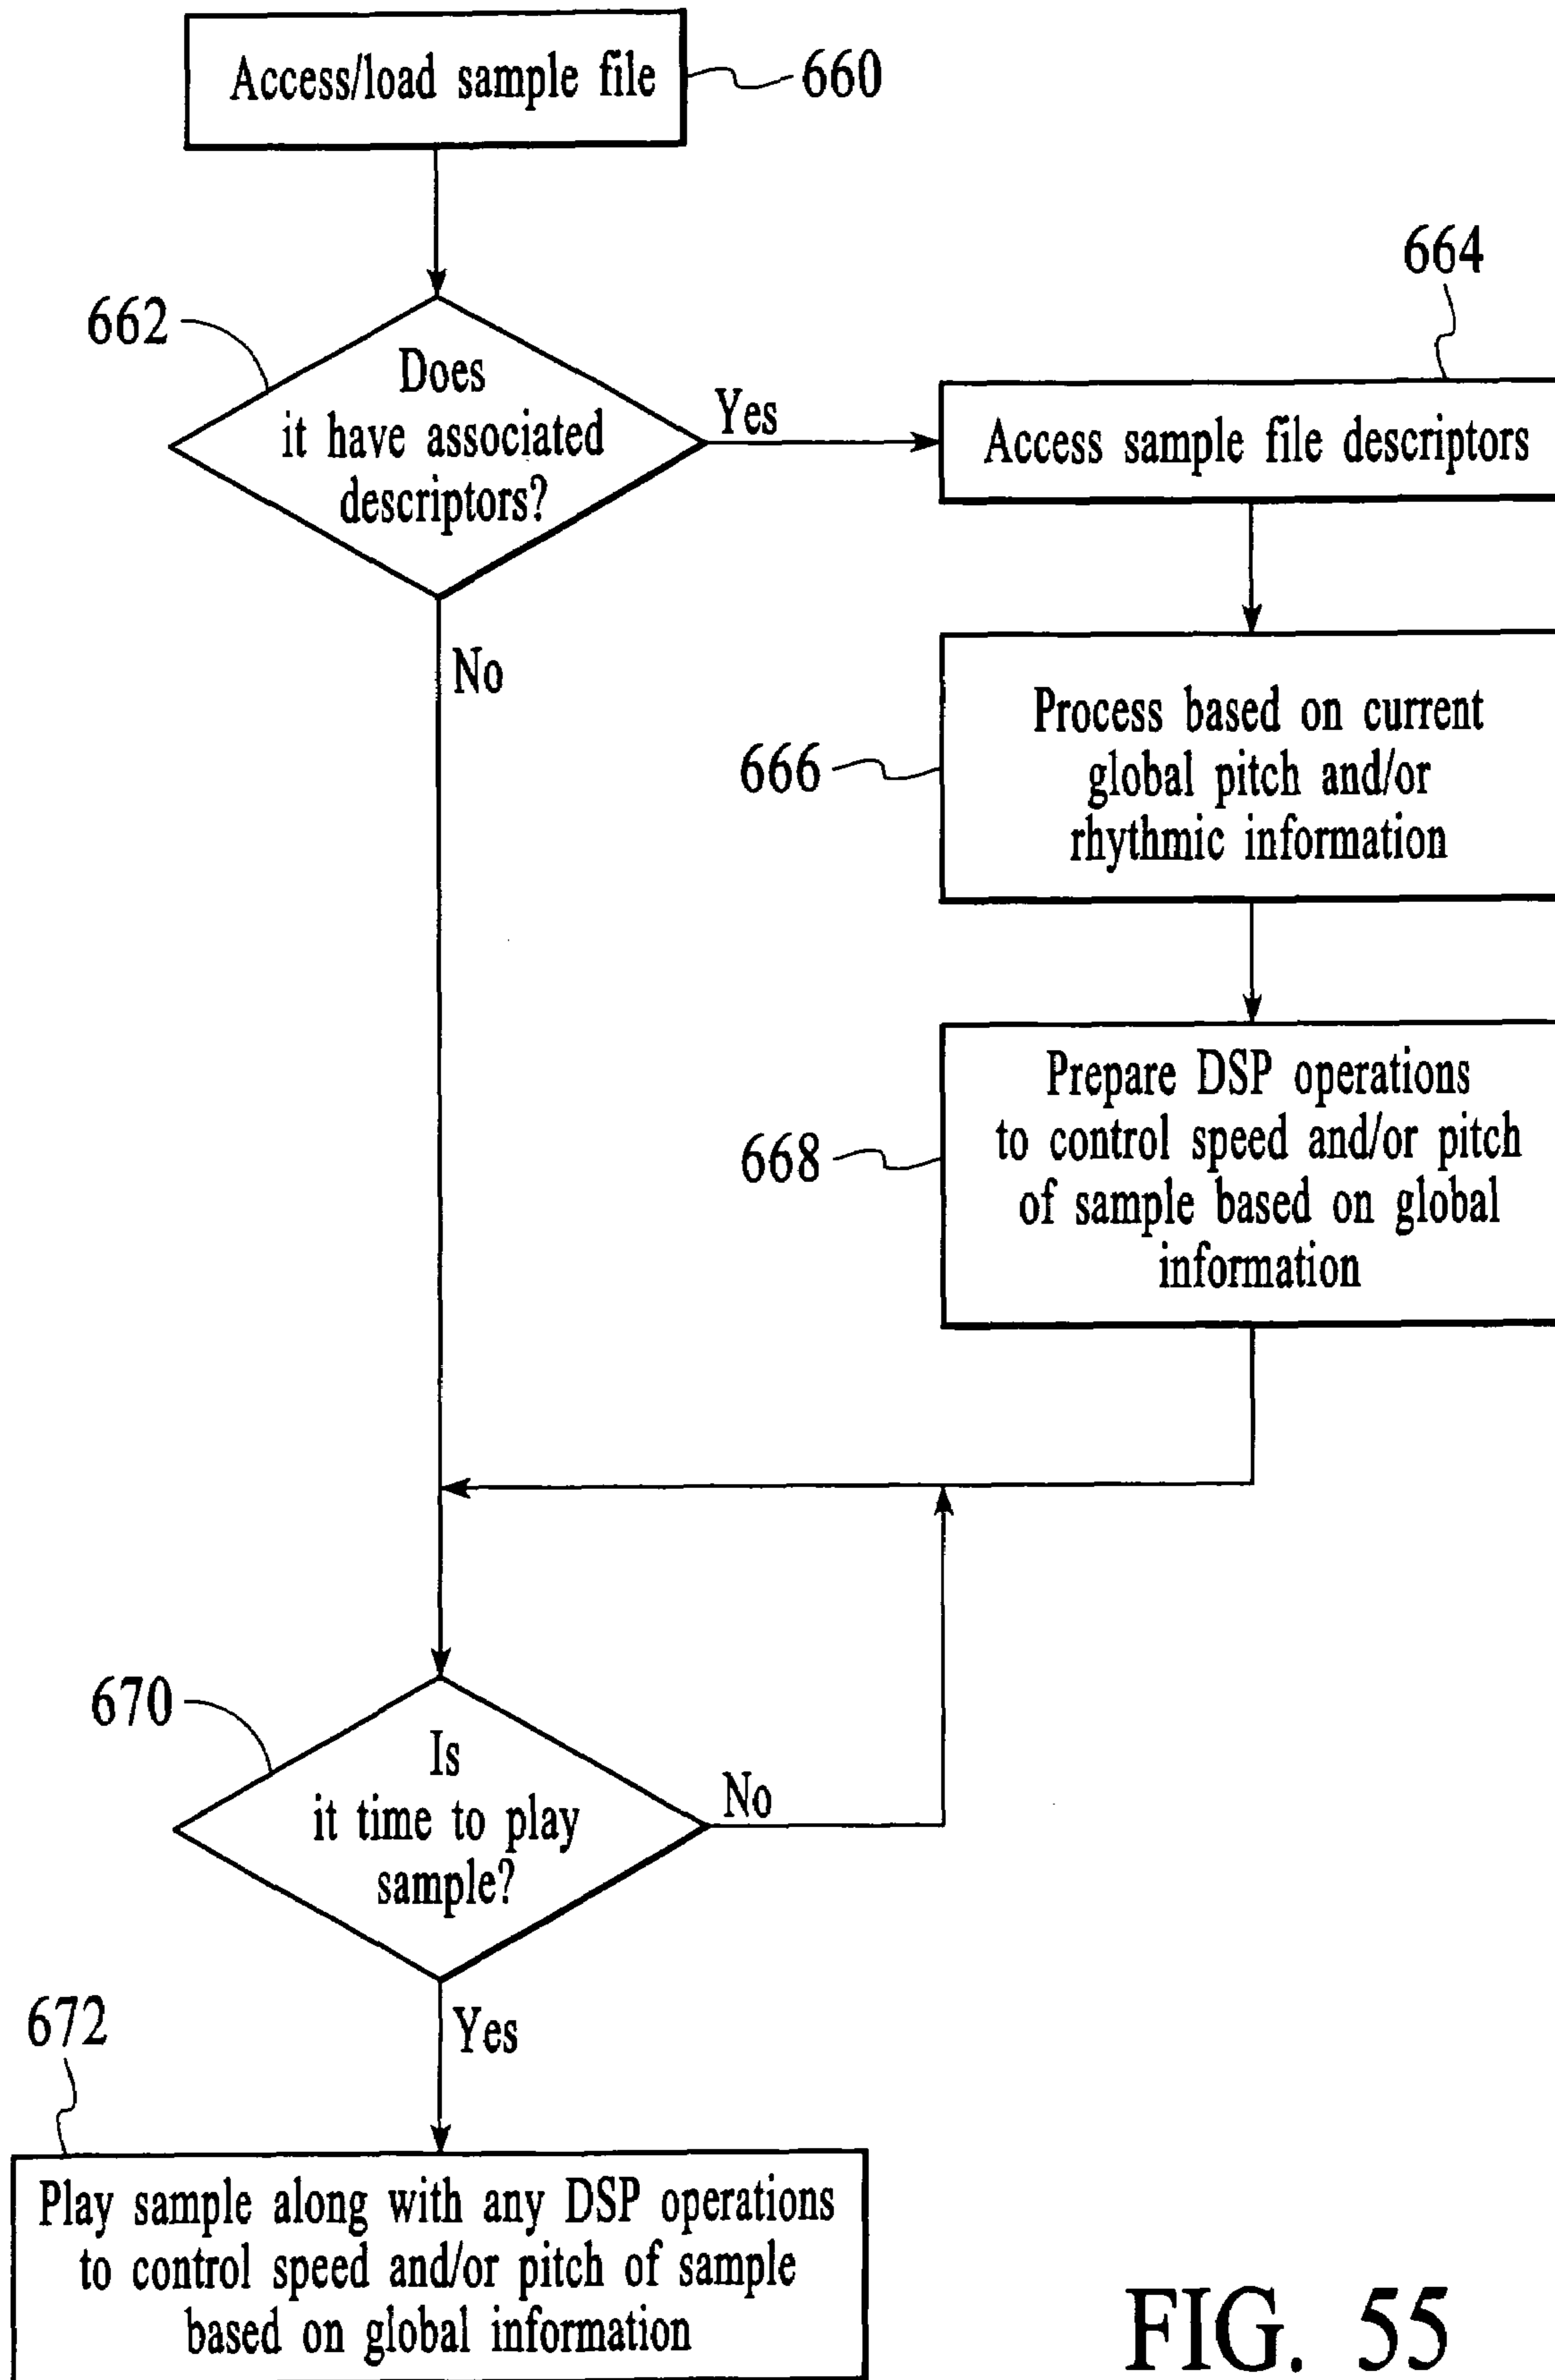 Access/load sample file
660
662
Does
it have associated
descriptors?
Yes
No
664
Access sample file descriptors
666
Process based on current
global pitch and/or
rhythmic information
668
Prepare DSP operations
to control speed and/or pitch
of sample based on global
information
670
Is
it time to play
sample?
No
Yes
672
Play sample along with any DSP operations
to control speed and/or pitch of sample
based on global information
FIG. 55